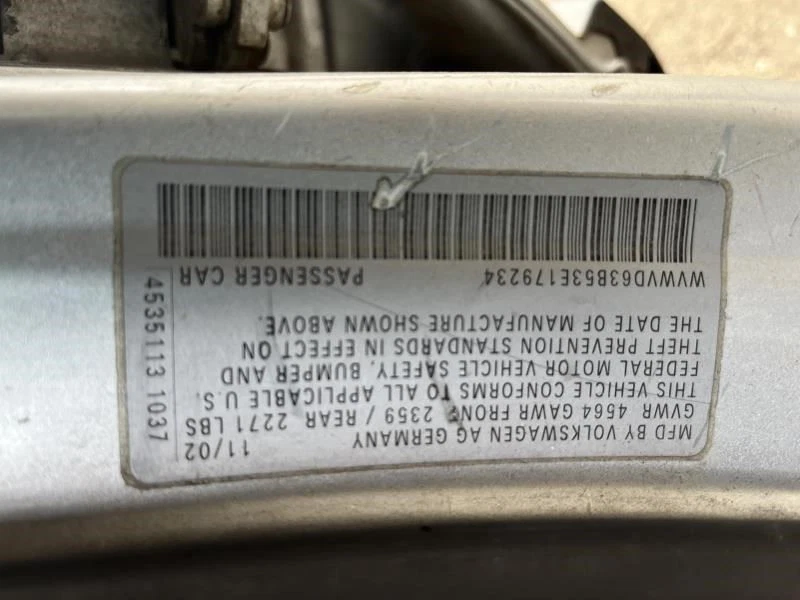 MFD BY VOLKSWAGEN AG GERMANY 11/02
GVWR 4564 GAWR FRONT 2359 / REAR 2271 LBS
THIS VEHICLE CONFORMS TO ALL APPLICABLE U.S.
FEDERAL MOTOR VEHICLE SAFETY, BUMPER AND
THEFT PREVENTION STANDARDS IN EFFECT ON
THE DATE OF MANUFACTURE SHOWN ABOVE.
WVWVD63B53E179234 PASSENGER CAR
4535113 1037